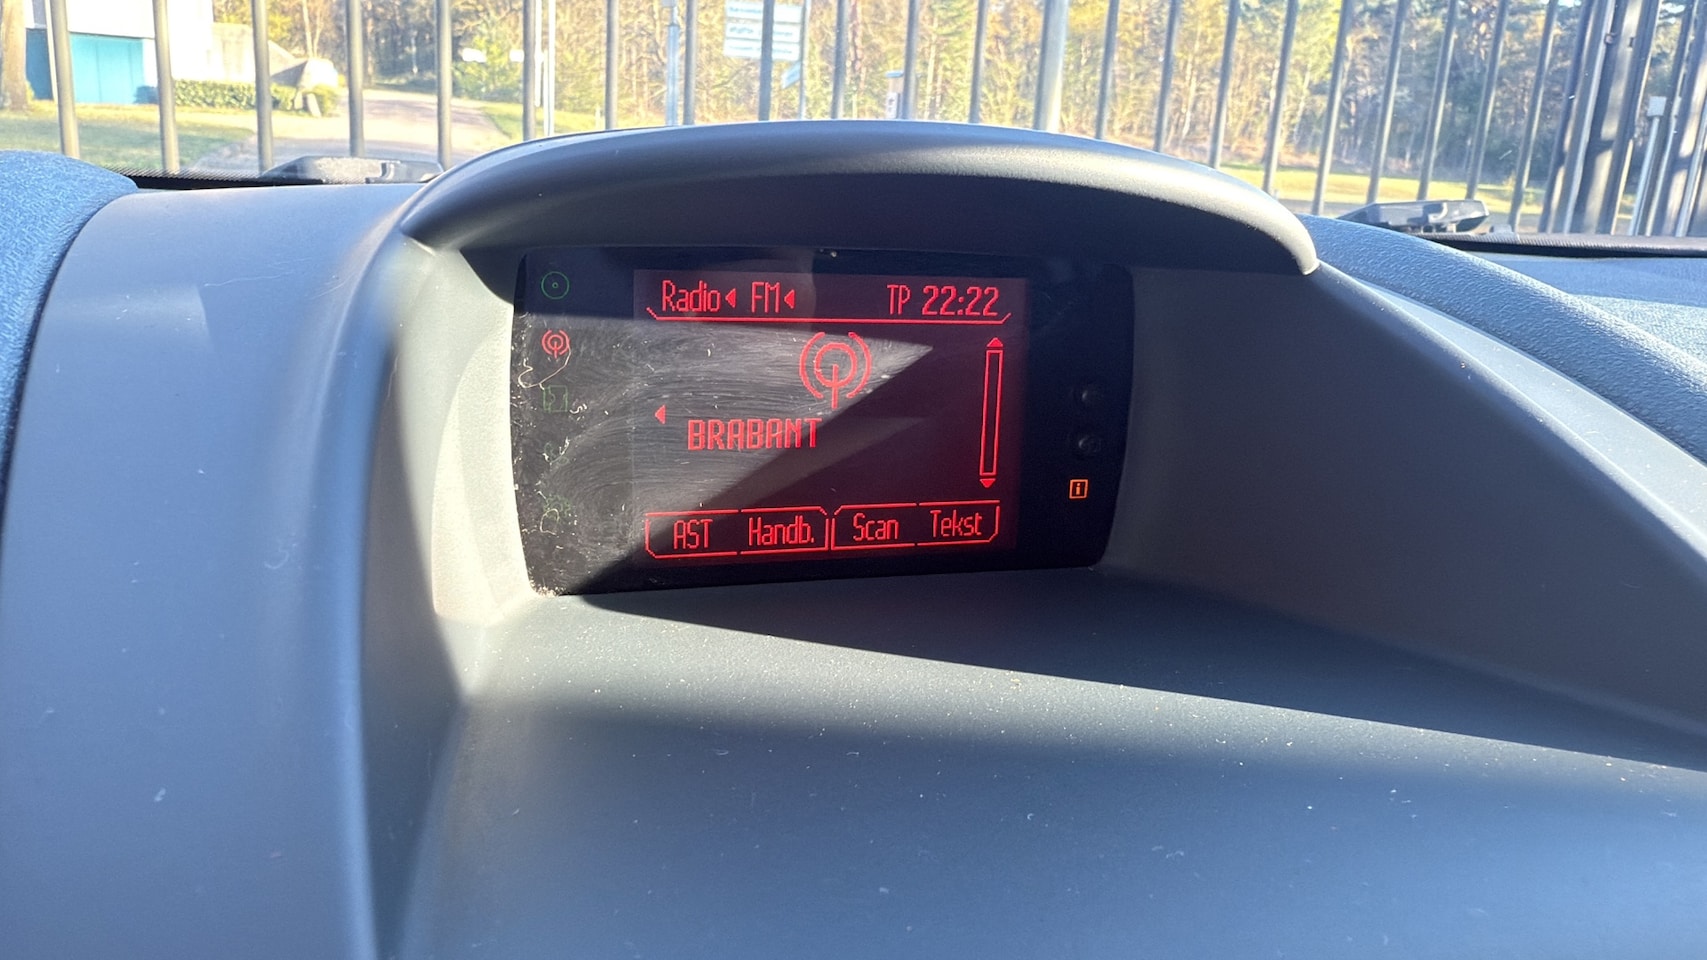 Radio FM TP 22:22
BRABANT
AST Handb. Scan Tekst